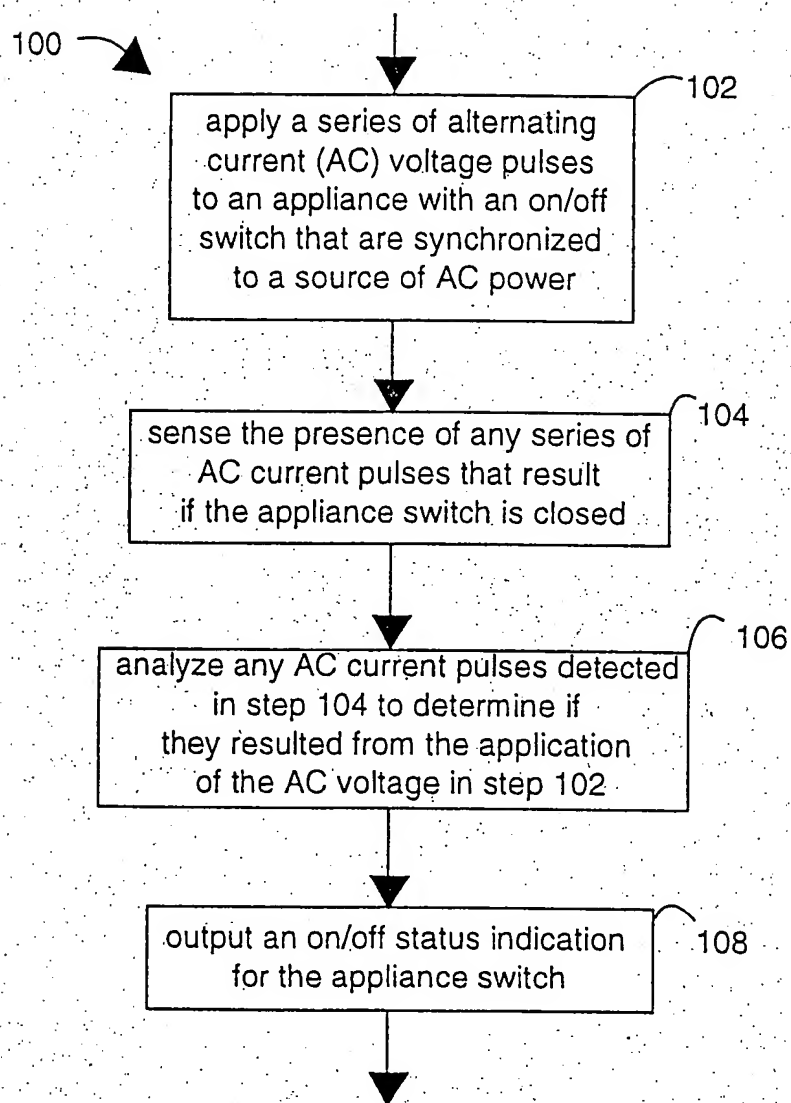 100
102
apply a series of alternating
current (AC) voltage pulses
to an appliance with an on/off
switch that are synchronized
to a source of AC power
104
sense the presence of any series of
AC current pulses that result
if the appliance switch is closed
106
analyze any AC current pulses detected
in step 104 to determine if
they resulted from the application
of the AC voltage in step 102
output an on/off status indication
for the appliance switch
108